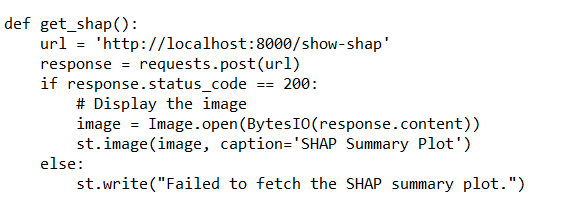 def get_shap():
    url = 'http://localhost:8000/show-shap'
    response = requests.post(url)
    if response.status_code == 200:
        # Display the image
        image = Image.open(BytesIO(response.content))
        st.image(image, caption='SHAP Summary Plot')
    else:
        st.write("Failed to fetch the SHAP summary plot.")